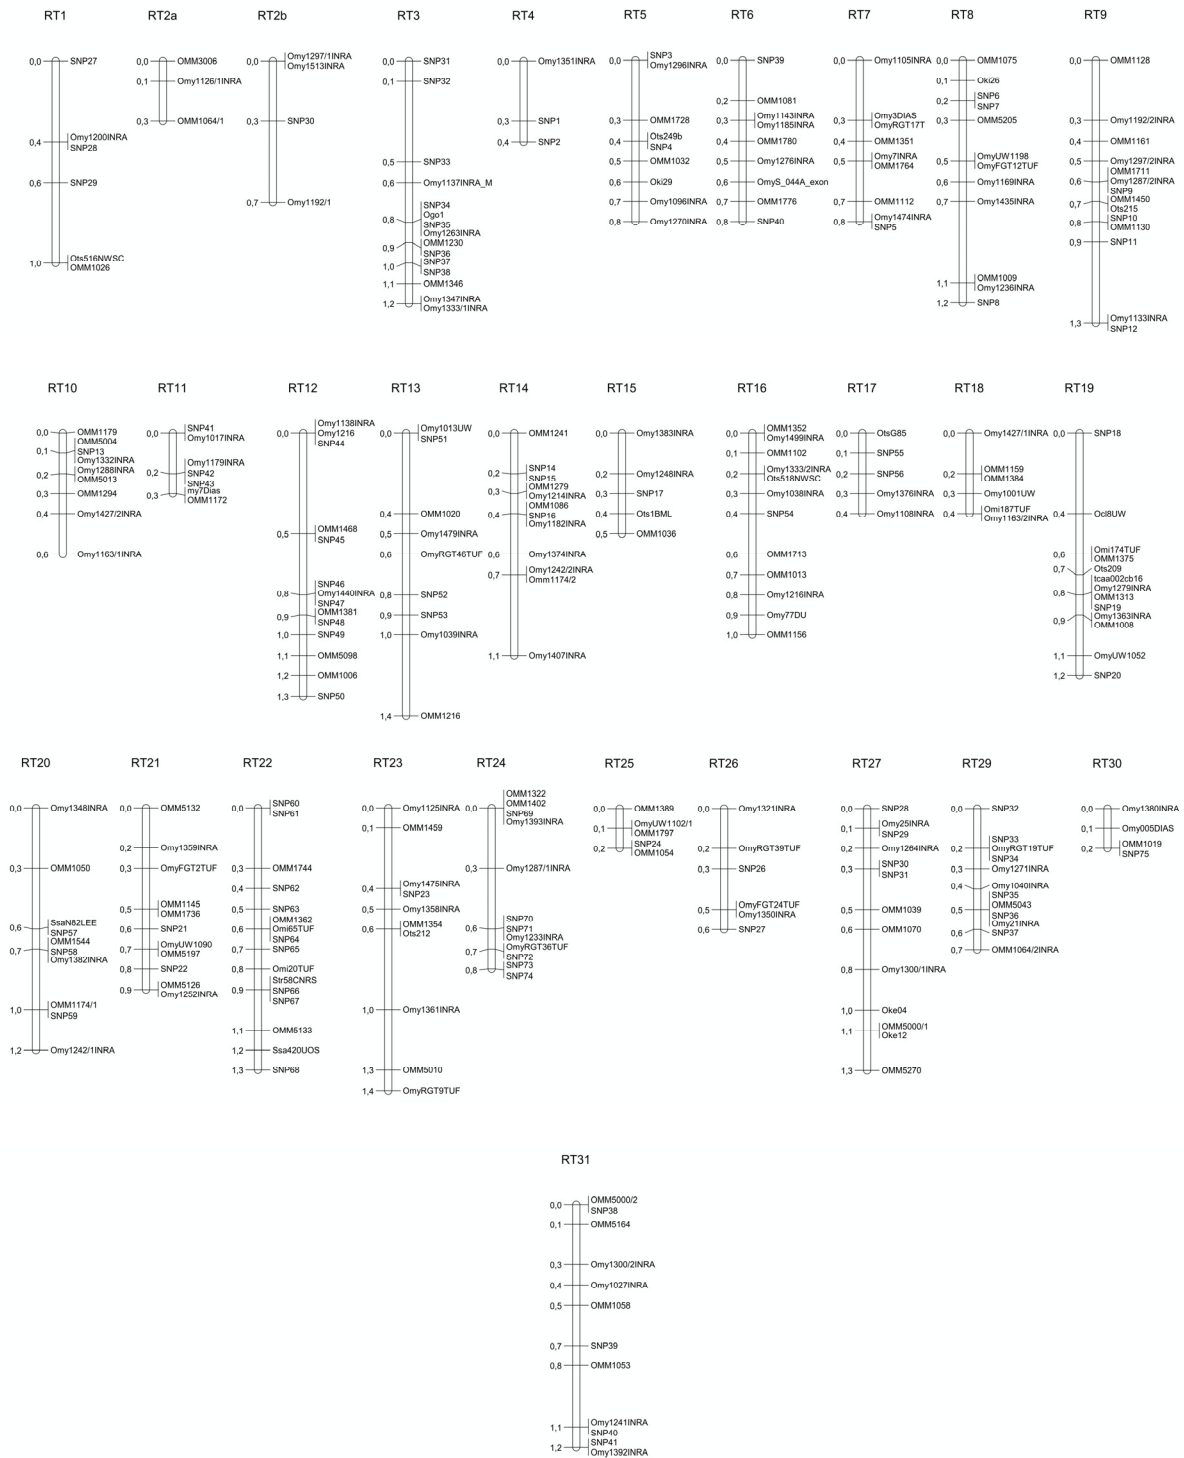 RT1
0,0 SNP27
0,4 Omy1200INRA
SNP28
0,6 SNP29
1,0 Ots516NWSC
OMM1026
RT2a
0,0 OMM3006
0,1 Omy1126/1INRA
0,3 OMM1064/1
RT2b
0,0 Omy1297/1INRA
Omy1513INRA
0,3 SNP30
0,7 Omy1192/1
RT3
0,0 SNP31
0,1 SNP32
0,5 SNP33
0,6 Omy1137INRA_M
0,8 SNP34
Ogo1
SNP35
Omy1263INRA
0,9 OMM1230
SNP36
1,0 SNP37
SNP38
1,1 OMM1346
1,2 Omy1347INRA
Omy1333/1INRA
RT4
0,0 Omy1351INRA
0,3 SNP1
0,4 SNP2
RT5
0,0 SNP3
Omy1296INRA
0,3 OMM1728
0,4 Ots249b
SNP4
0,5 OMM1032
0,6 Oki29
0,7 Omy1096INRA
0,8 Omy1270INRA
RT6
0,0 SNP39
0,2 OMM1081
0,3 Omy1143INRA
Omy1185INRA
0,4 OMM1780
0,5 Omy1276INRA
0,6 OmyS_044A_exon
0,7 OMM1776
0,8 SNP40
RT7
0,0 Omy1105INRA
0,3 Omy3DIAS
OmyRGT17T
0,4 OMM1351
0,5 Omy7INRA
OMM1764
0,7 OMM1112
0,8 Omy1474INRA
SNP5
RT8
0,0 OMM1075
0,1 Oki26
0,2 SNP6
SNP7
0,3 OMM5205
0,5 OmyUW1198
OmyFGT12TUF
0,6 Omy1169INRA
0,7 Omy1435INRA
1,1 OMM1009
Omy1236INRA
1,2 SNP8
RT9
0,0 OMM1128
0,3 Omy1192/2INRA
0,4 OMM1161
0,5 Omy1297/2INRA
0,6 OMM1711
Omy1287/2INRA
SNP9
0,7 OMM1450
Ots215
0,8 SNP10
OMM1130
0,9 SNP11
1,3 Omy1133INRA
SNP12
RT10
0,0 OMM1179
0,1 OMM5004
SNP13
Omy1332INRA
0,2 Omy1288INRA
OMM5013
0,3 OMM1294
0,4 Omy1427/2INRA
0,6 Omy1163/1INRA
RT11
0,0 SNP41
Omy1017INRA
0,2 Omy1179INRA
SNP42
SNP43
0,3 my7Dias
OMM1172
RT12
0,0 Omy1138INRA
Omy1216
SNP44
0,5 OMM1468
SNP45
0,8 SNP46
Omy1440INRA
SNP47
0,9 OMM1381
SNP48
1,0 SNP49
1,1 OMM5098
1,2 OMM1006
1,3 SNP50
RT13
0,0 Omy1013UW
SNP51
0,4 OMM1020
0,5 Omy1479INRA
0,6 OmyRGT46TUF
0,8 SNP52
0,9 SNP53
1,0 Omy1039INRA
1,4 OMM1216
RT14
0,0 OMM1241
0,2 SNP14
SNP15
0,3 OMM1279
Omy1214INRA
0,4 OMM1086
SNP16
Omy1182INRA
0,6 Omy1374INRA
0,7 Omy1242/2INRA
Omm1174/2
1,1 Omy1407INRA
RT15
0,0 Omy1383INRA
0,2 Omy1248INRA
0,3 SNP17
0,4 Ots1BML
0,5 OMM1036
RT16
0,0 OMM1352
Omy1499INRA
0,1 OMM1102
0,2 Omy1333/2INRA
Ots518NWSC
0,3 Omy1038INRA
0,4 SNP54
0,6 OMM1713
0,7 OMM1013
0,8 Omy1216INRA
0,9 Omy77DU
1,0 OMM1156
RT17
0,0 OtsG85
0,1 SNP55
0,2 SNP56
0,3 Omy1376INRA
0,4 Omy1108INRA
RT18
0,0 Omy1427/1INRA
0,2 OMM1159
OMM1384
0,3 Omy1001UW
0,4 Omi187TUF
Omy1163/2INRA
RT19
0,0 SNP18
0,4 Ocl8UW
0,6 Omi174TUF
OMM1375
0,7 Ots209
0,8 tcaa002cb16
Omy1279INRA
OMM1313
SNP19
0,9 Omy1363INRA
OMM1008
1,1 OmyUW1052
1,2 SNP20
RT20
0,0 Omy1348INRA
0,3 OMM1050
0,6 SsaN82LEE
SNP57
0,7 OMM1544
SNP58
Omy1382INRA
1,0 OMM1174/1
SNP59
1,2 Omy1242/1INRA
RT21
0,0 OMM5132
0,2 Omy1359INRA
0,3 OmyFGT2TUF
0,5 OMM1145
OMM1736
0,6 SNP21
0,7 OmyUW1090
OMM5197
0,8 SNP22
0,9 OMM5126
Omy1252INRA
RT22
0,0 SNP60
SNP61
0,3 OMM1744
0,4 SNP62
0,5 SNP63
0,6 OMM1362
Omi65TUF
SNP64
0,7 SNP65
0,8 Omi20TUF
0,9 Str58CNRS
SNP66
SNP67
1,1 OMM5133
1,2 Ssa420UOS
1,3 SNP68
RT23
0,0 Omy1125INRA
0,1 OMM1459
0,4 Omy1475INRA
SNP23
0,5 Omy1358INRA
0,6 OMM1354
Ots212
1,0 Omy1361INRA
1,3 OMM5010
1,4 OmyRGT9TUF
RT24
0,0 OMM1322
OMM1402
SNP69
Omy1393INRA
0,3 Omy1287/1INRA
0,6 SNP70
SNP71
Omy1233INRA
0,7 OmyRGT36TUF
SNP72
0,8 SNP73
SNP74
RT25
0,0 OMM1389
0,1 OmyUW1102/1
OMM1797
0,2 SNP24
OMM1054
RT26
0,0 Omy1321INRA
0,2 OmyRGT39TUF
0,3 SNP26
0,5 OmyFGT24TUF
Omy1350INRA
0,6 SNP27
RT27
0,0 SNP28
0,1 Omy25INRA
SNP29
0,2 Omy1264INRA
0,3 SNP30
SNP31
0,5 OMM1039
0,6 OMM1070
0,8 Omy1300/1INRA
1,0 Oke04
1,1 OMM5000/1
Oke12
1,3 OMM5270
RT29
0,0 SNP32
0,2 SNP33
OmyRGT19TUF
SNP34
0,3 Omy1271INRA
0,4 Omy1040INRA
0,5 SNP35
OMM5043
SNP36
0,6 Omy21INRA
SNP37
0,7 OMM1064/2INRA
RT30
0,0 Omy1380INRA
0,1 Omy005DIAS
0,2 OMM1019
SNP75
RT31
0,0 OMM5000/2
SNP38
0,1 OMM5164
0,3 Omy1300/2INRA
0,4 Omy1027INRA
0,5 OMM1058
0,7 SNP39
0,8 OMM1053
1,1 Omy1241INRA
SNP40
1,2 SNP41
Omy1392INRA